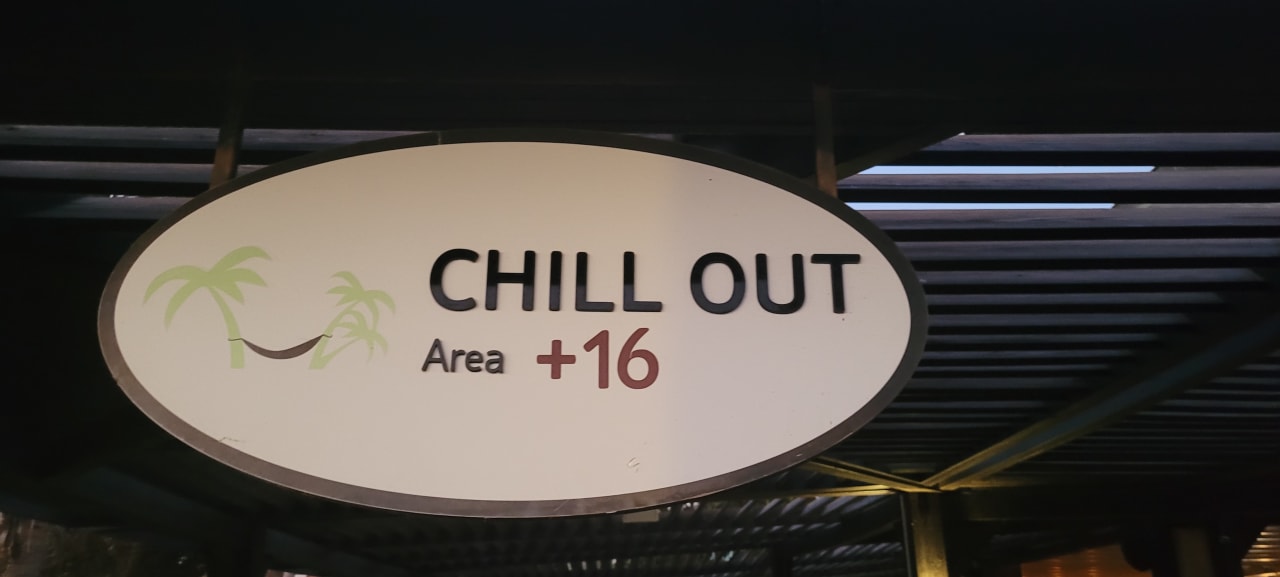 CHILL OUT
Area +16